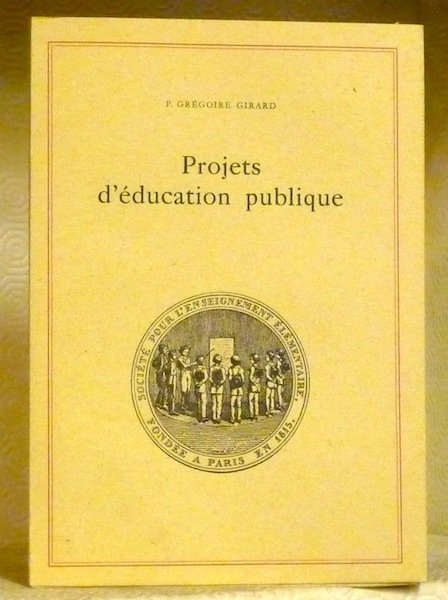 P. GRÉGOIRE GIRARD
Projets
d'éducation publique
SOCIÉTÉ POUR L'ENSEIGNEMENT ÉLÉMENTAIRE,
FONDÉE A PARIS EN 1815.